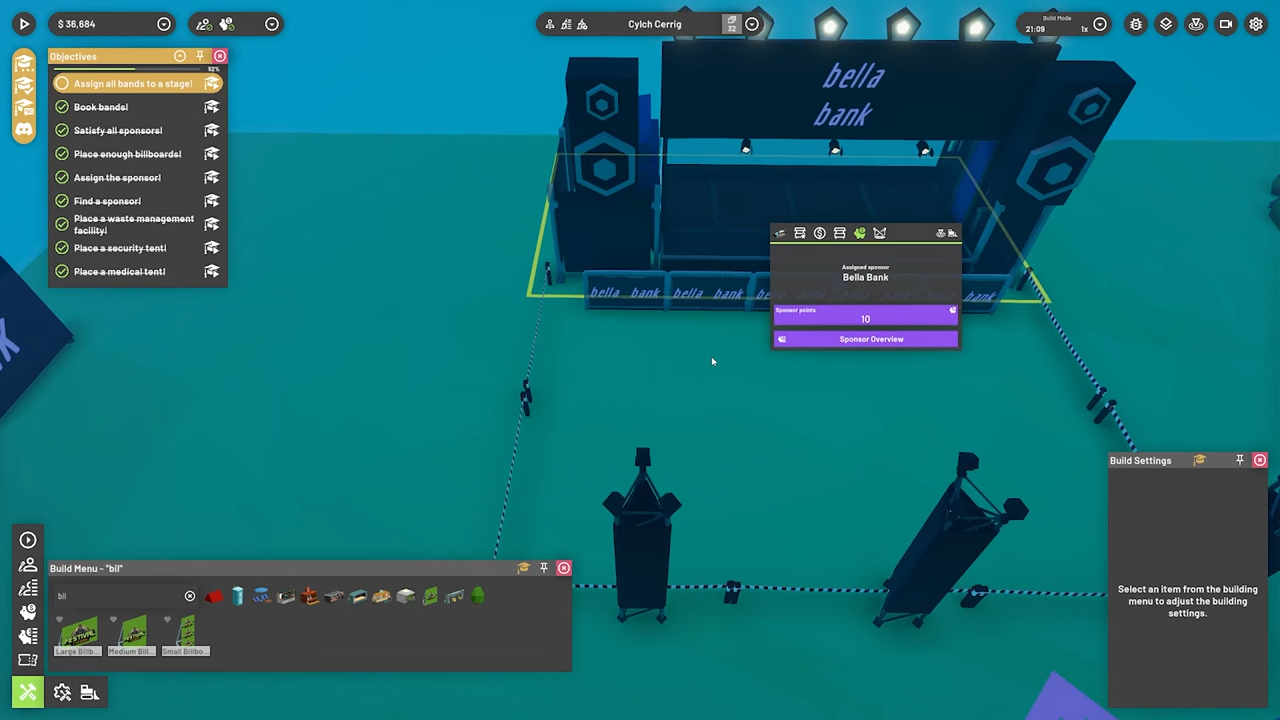 $ 36,684
Cylch Cerrig
32
Build Mode
21:09
1x
Objectives
52%
Assign all bands to a stage!
Book bands!
Satisfy all sponsors!
Place enough billboards!
Assign the sponsor!
Find a sponsor!
Place a waste management
facility!
Place a security tent!
Place a medical tent!
bella
bank
bella bank bella bank
bank
Assigned sponsor
Bella Bank
Sponsor points
10
Sponsor Overview
Build Menu - "bil"
bil
FESTIVAL
Large Billb...
Medium Bill...
Small Billbo...
Build Settings
Select an item from the building
menu to adjust the building
settings.